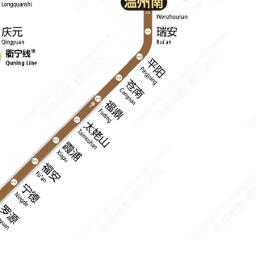 Longquanshi
温州南
Wenzhounan
庆元
Qingyuan
瑞安
Rui'an
衢宁线
Quning Line
平阳
Pingyang
苍南
Cangnan
福鼎
Fuding
太姥山
Taimushan
霞浦
Xiapu
福安
Fu'an
宁德
Ningde
罗源